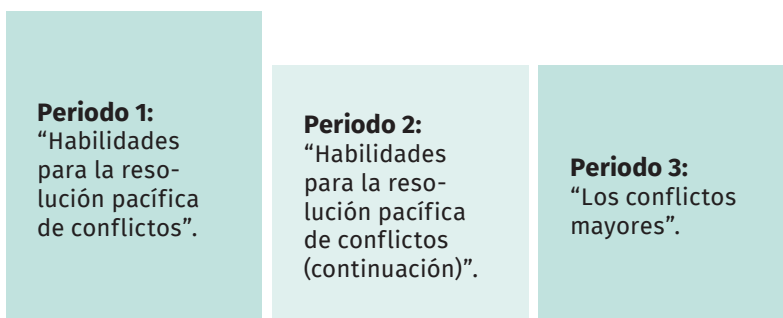 Periodo 1:
“Habilidades
para la reso-
lución pacífica
de conflictos”.
Periodo 2:
“Habilidades
para la reso-
lución pacífica
de conflictos
(continuación)”.
Periodo 3:
“Los conflictos
mayores”.